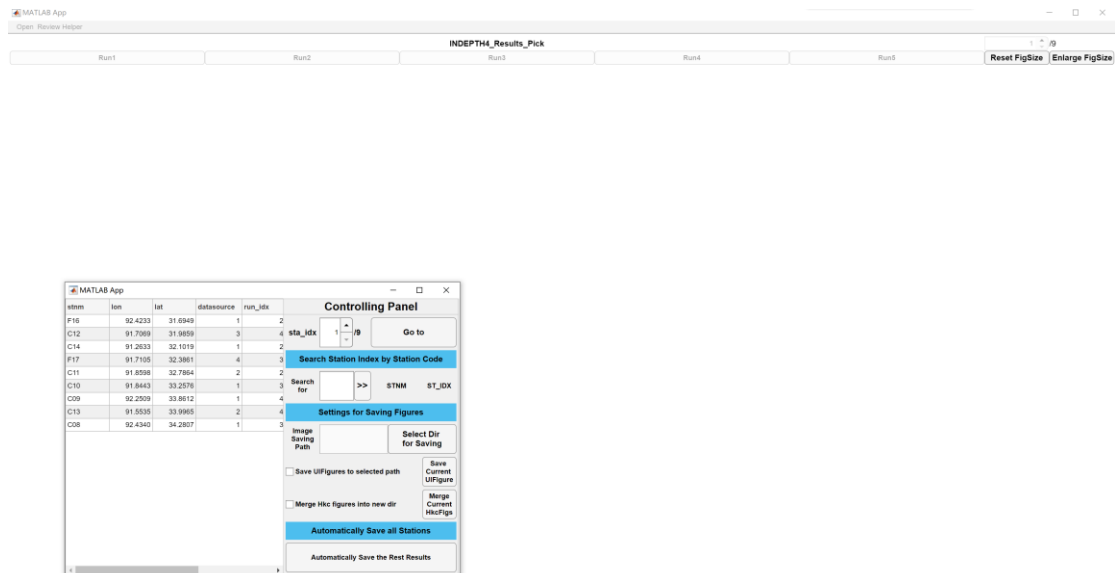 MATLAB App
Open Review Helper
INDEPTH4_Results_Pick 1 /9
Run1 Run2 Run3 Run4 Run5 Reset FigSize Enlarge FigSize
MATLAB App
stnm lon lat datasource run_idx
F16 92.4233 31.6949 1 2
C12 91.7069 31.9859 3 4
C14 91.2633 32.1019 1 2
F17 91.7105 32.3861 4 3
C11 91.8598 32.7864 2 2
C10 91.8443 33.2576 1 3
C09 92.2509 33.8612 1 4
C13 91.5535 33.9965 2 4
C08 92.4340 34.2807 1 3
Controlling Panel
sta_idx 1 /9 Go to
Search Station Index by Station Code
Search
for >> STNM ST_IDX
Settings for Saving Figures
Image
Saving
Path
Select Dir
for Saving
Save UIFigures to selected path
Save
Current
UIFigure
Merge Hkc figures into new dir
Merge
Current
HkcFigs
Automatically Save all Stations
Automatically Save the Rest Results